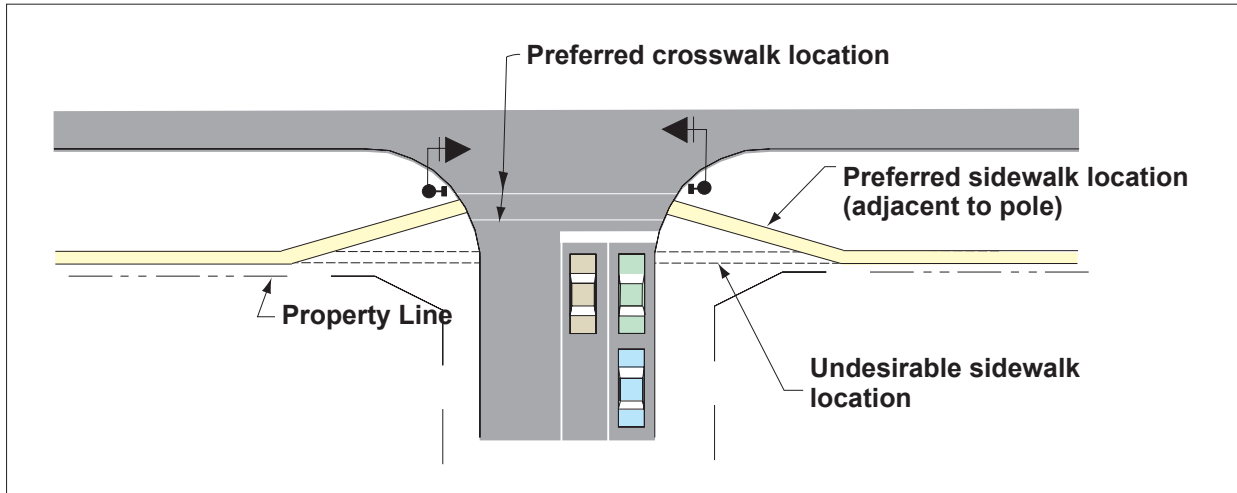 Preferred crosswalk location
Preferred sidewalk location
(adjacent to pole)
Property Line
Undesirable sidewalk
location